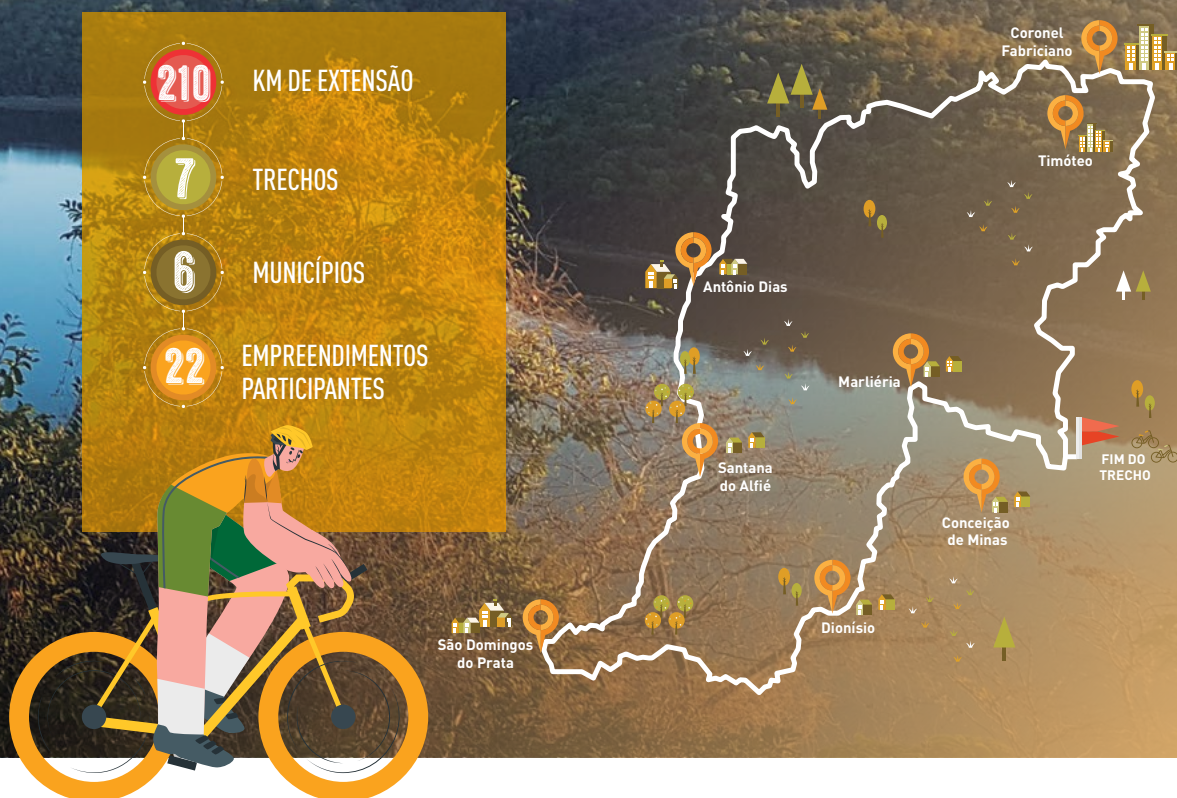 210
KM DE EXTENSÃO
7
TRECHOS
6
MUNICÍPIOS
22
EMPREENDIMENTOS
PARTICIPANTES
Coronel
Fabriciano
Timóteo
Antônio Dias
Marliéria
Santana
do Alfié
FIM DO
TRECHO
Conceição
de Minas
Dionísio
São Domingos
do Prata